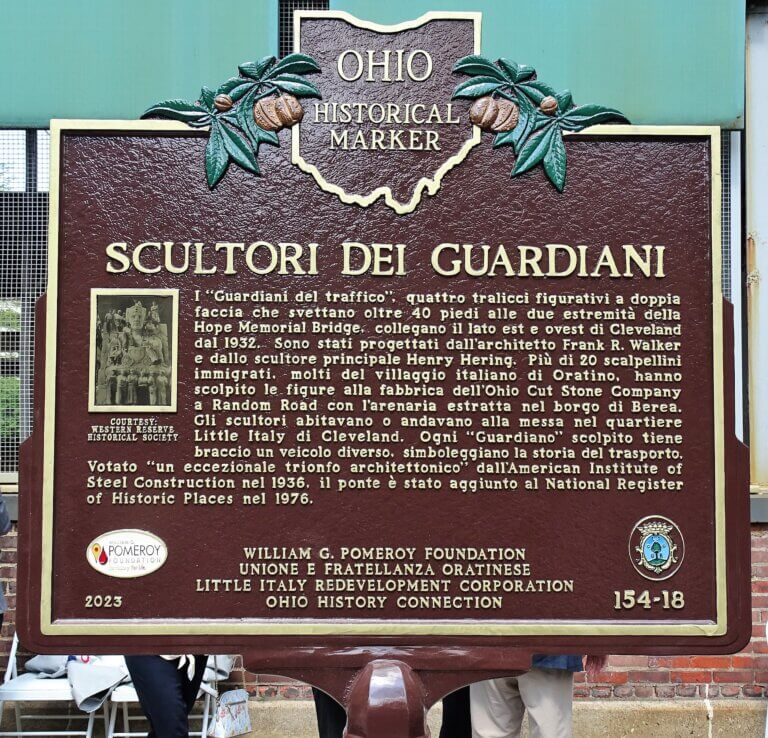 OHIO
HISTORICAL
MARKER
SCULTORI DEI GUARDIANI
I "Guardiani del traffico", quattro tralicci figurativi a doppia
faccia che svettano oltre 40 piedi alle due estremità della
Hope Memorial Bridge, collegano il lato est e ovest di Cleveland
dal 1932. Sono stati progettati dall'architetto Frank R. Walker
e dallo scultore principale Henry Hering. Più di 20 scalpellini
immigrati, molti del villaggio italiano di Oratino, hanno
scolpito le figure alla fabbrica dell'Ohio Cut Stone Company
a Random Road con l'arenaria estratta nel borgo di Berea.
Gli scultori abitavano o andavano alla messa nel quartiere
Little Italy di Cleveland. Ogni "Guardiano" scolpito tiene
braccio un veicolo diverso, simboleggiano la storia del trasporto.
Votato "un eccezionale trionfo architettonico" dall'American Institute of
Steel Construction nel 1936, il ponte è stato aggiunto al National Register
of Historic Places nel 1976.
COURTESY:
WESTERN RESERVE
HISTORICAL SOCIETY
WILLIAM G.
POMEROY
FOUNDATION
for life.
WILLIAM G. POMEROY FOUNDATION
UNIONE E FRATELLANZA ORATINESE
LITTLE ITALY REDEVELOPMENT CORPORATION
OHIO HISTORY CONNECTION
2023
154-18